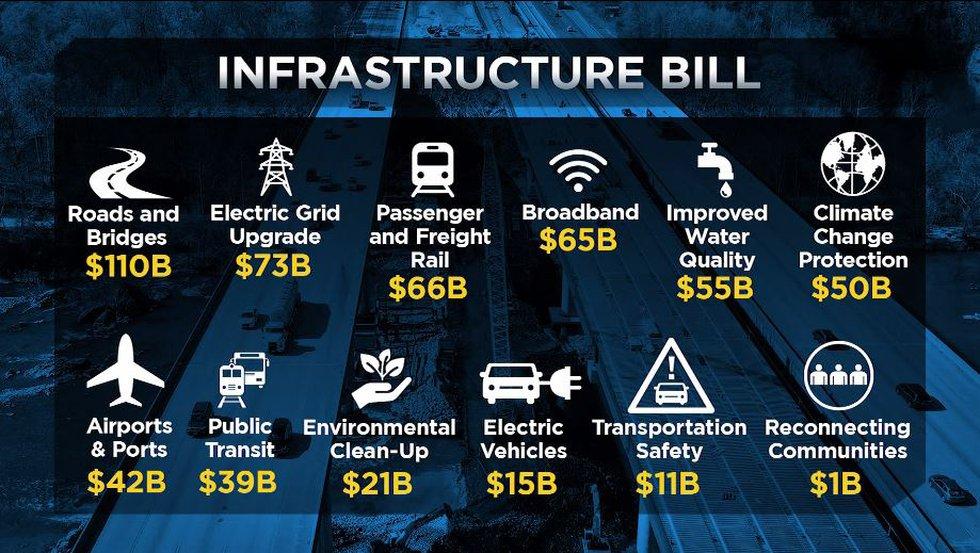 INFRASTRUCTURE BILL
Roads and
Bridges
$110B
Electric Grid
Upgrade
$73B
Passenger
and Freight
Rail
$66B
Broadband
$65B
Improved
Water
Quality
$55B
Climate
Change
Protection
$50B
Airports
& Ports
$42B
Public
Transit
$39B
Environmental
Clean-Up
$21B
Electric
Vehicles
$15B
Transportation
Safety
$11B
Reconnecting
Communities
$1B